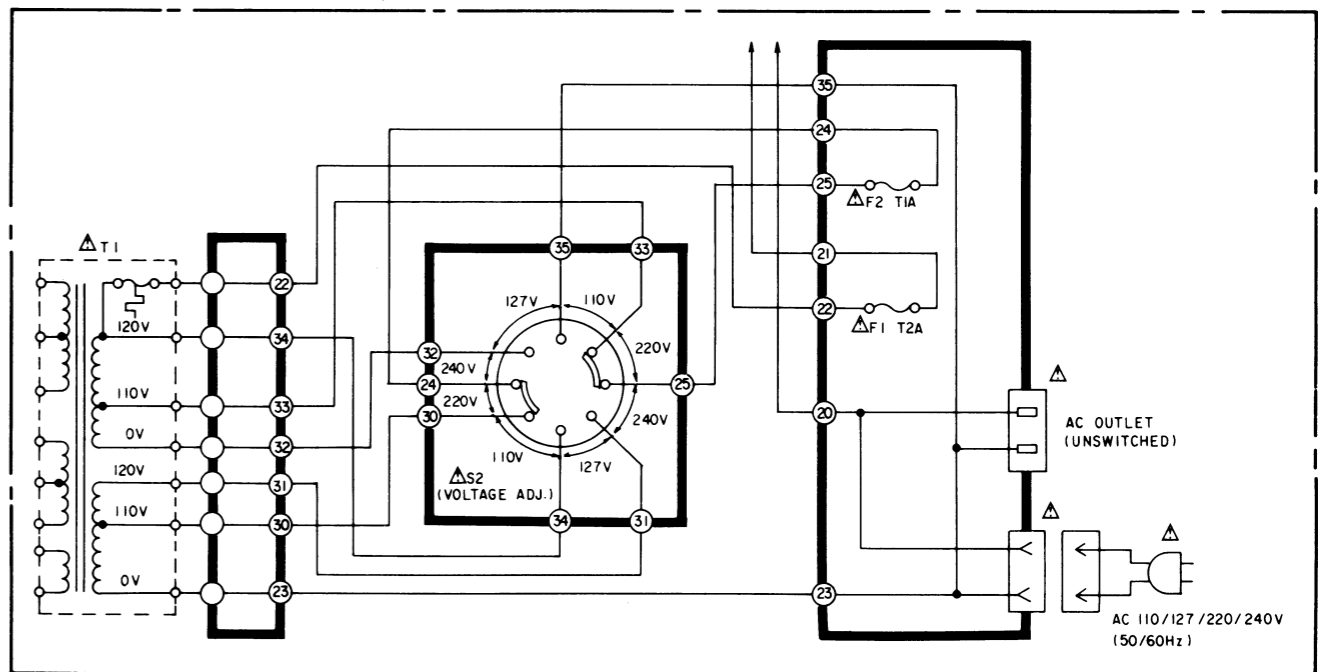 35
24
25
⚠F2 T1A
21
22
⚠F1 T2A
20
AC OUTLET
(UNSWITCHED)
23
AC 110/127/220/240V
(50/60Hz)
35
33
127V
110V
32
240V
220V
24
25
220V
240V
30
110V
127V
⚠S2
(VOLTAGE ADJ.)
34
31
⚠T1
22
120V
34
110V
33
0V
32
120V
31
110V
30
0V
23